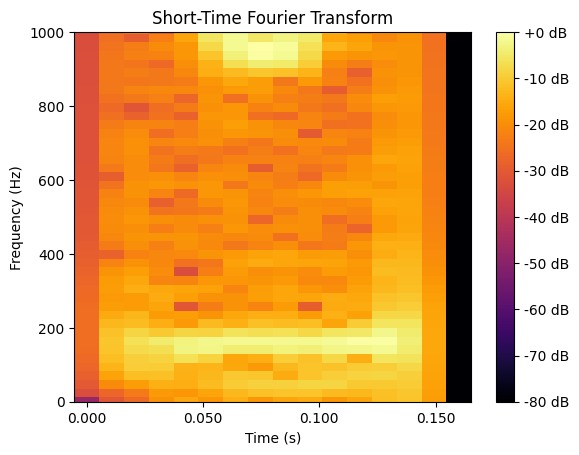 Short-Time Fourier Transform
1000
800
600
400
200
0
Frequency (Hz)
0.000
0.050
0.100
0.150
Time (s)
+0 dB
-10 dB
-20 dB
-30 dB
-40 dB
-50 dB
-60 dB
-70 dB
-80 dB